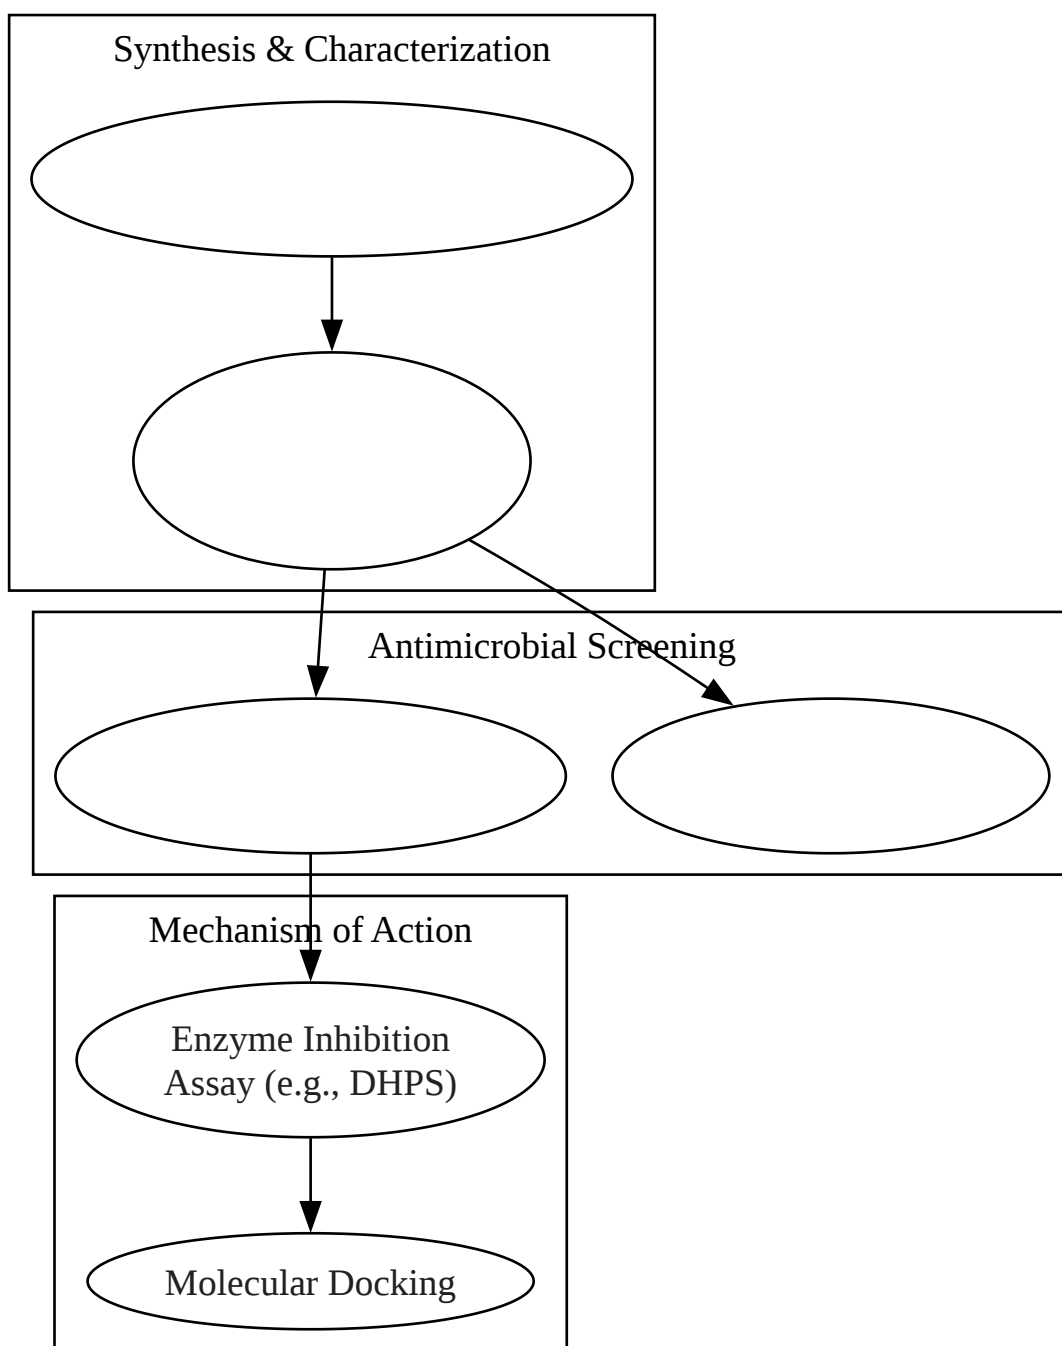 Synthesis & Characterization
Antimicrobial Screening
Mechanism of Action
Enzyme Inhibition
Assay (e.g., DHPS)
Molecular Docking